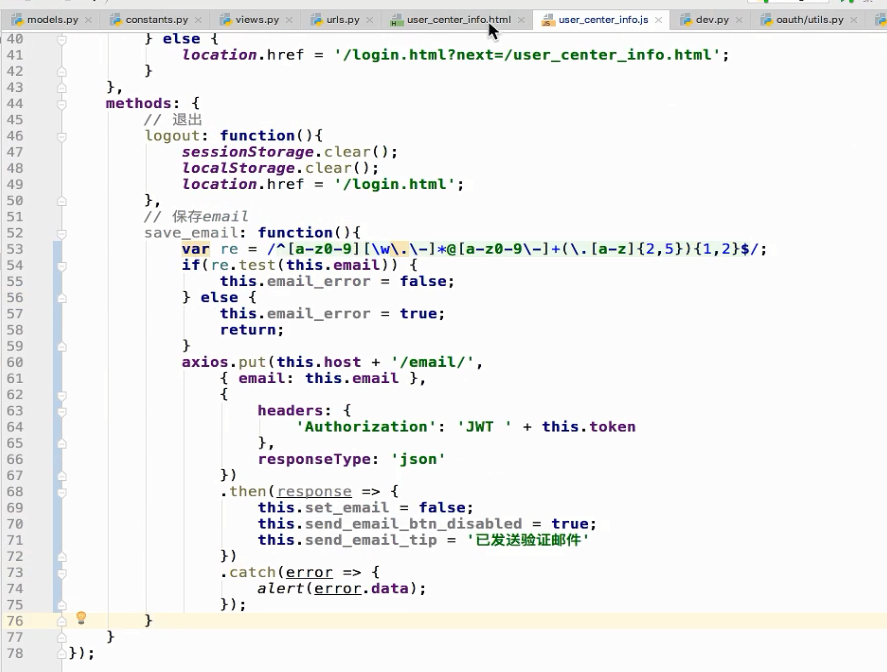 models.py constants.py views.py urls.py user_center_info.html user_center_info.js dev.py oauth/utils.py
40 } else {
41 location.href = '/login.html?next=/user_center_info.html';
42 }
43 },
44 methods: {
45 // 退出
46 logout: function(){
47 sessionStorage.clear();
48 localStorage.clear();
49 location.href = '/login.html';
50 },
51 // 保存email
52 save_email: function(){
53 var re = /^[a-z0-9][\w\.\-]*@[a-z0-9\-]+(\.[a-z]{2,5}){1,2}$/;
54 if(re.test(this.email)) {
55 this.email_error = false;
56 } else {
57 this.email_error = true;
58 return;
59 }
60 axios.put(this.host + '/email/',
61 { email: this.email },
62 {
63 headers: {
64 'Authorization': 'JWT ' + this.token
65 },
66 responseType: 'json'
67 })
68 .then(response => {
69 this.set_email = false;
70 this.send_email_btn_disabled = true;
71 this.send_email_tip = '已发送验证邮件'
72 })
73 .catch(error => {
74 alert(error.data);
75 });
76 }
77 }
78 });